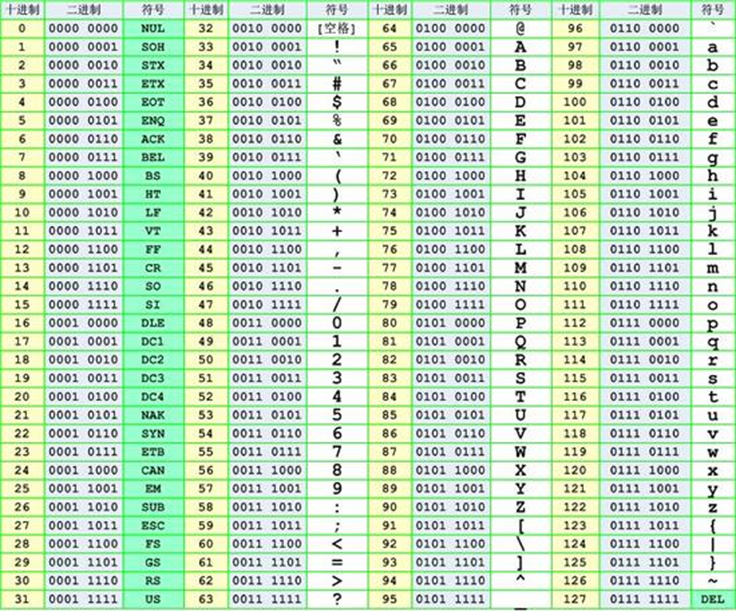 十进制 二进制 符号 十进制 二进制 符号 十进制 二进制 符号 十进制 二进制 符号
0 0000 0000 NUL 32 0010 0000 [空格] 64 0100 0000 @ 96 0110 0000 `
1 0000 0001 SOH 33 0010 0001 ! 65 0100 0001 A 97 0110 0001 a
2 0000 0010 STX 34 0010 0010 " 66 0100 0010 B 98 0110 0010 b
3 0000 0011 ETX 35 0010 0011 # 67 0100 0011 C 99 0110 0011 c
4 0000 0100 EOT 36 0010 0100 $ 68 0100 0100 D 100 0110 0100 d
5 0000 0101 ENQ 37 0010 0101 % 69 0100 0101 E 101 0110 0101 e
6 0000 0110 ACK 38 0010 0110 & 70 0100 0110 F 102 0110 0110 f
7 0000 0111 BEL 39 0010 0111 ` 71 0100 0111 G 103 0110 0111 g
8 0000 1000 BS 40 0010 1000 ( 72 0100 1000 H 104 0110 1000 h
9 0000 1001 HT 41 0010 1001 ) 73 0100 1001 I 105 0110 1001 i
10 0000 1010 LF 42 0010 1010 * 74 0100 1010 J 106 0110 1010 j
11 0000 1011 VT 43 0010 1011 + 75 0100 1011 K 107 0110 1011 k
12 0000 1100 FF 44 0010 1100 , 76 0100 1100 L 108 0110 1100 l
13 0000 1101 CR 45 0010 1101 - 77 0100 1101 M 109 0110 1101 m
14 0000 1110 SO 46 0010 1110 . 78 0100 1110 N 110 0110 1110 n
15 0000 1111 SI 47 0010 1111 / 79 0100 1111 O 111 0110 1111 o
16 0001 0000 DLE 48 0011 0000 0 80 0101 0000 P 112 0111 0000 p
17 0001 0001 DC1 49 0011 0001 1 81 0101 0001 Q 113 0111 0001 q
18 0001 0010 DC2 50 0011 0010 2 82 0101 0010 R 114 0111 0010 r
19 0001 0011 DC3 51 0011 0011 3 83 0101 0011 S 115 0111 0011 s
20 0001 0100 DC4 52 0011 0100 4 84 0101 0100 T 116 0111 0100 t
21 0001 0101 NAK 53 0011 0101 5 85 0101 0101 U 117 0111 0101 u
22 0001 0110 SYN 54 0011 0110 6 86 0101 0110 V 118 0111 0110 v
23 0001 0111 ETB 55 0011 0111 7 87 0101 0111 W 119 0111 0111 w
24 0001 1000 CAN 56 0011 1000 8 88 0101 1000 X 120 0111 1000 x
25 0001 1001 EM 57 0011 1001 9 89 0101 1001 Y 121 0111 1001 y
26 0001 1010 SUB 58 0011 1010 : 90 0101 1010 Z 122 0111 1010 z
27 0001 1011 ESC 59 0011 1011 ; 91 0101 1011 [ 123 0111 1011 {
28 0001 1100 FS 60 0011 1100 < 92 0101 1100 \ 124 0111 1100 |
29 0001 1101 GS 61 0011 1101 = 93 0101 1101 ] 125 0111 1101 }
30 0001 1110 RS 62 0011 1110 > 94 0101 1110 ^ 126 0111 1110 ~
31 0001 1111 US 63 0011 1111 ? 95 0101 1111 _ 127 0111 1111 DEL